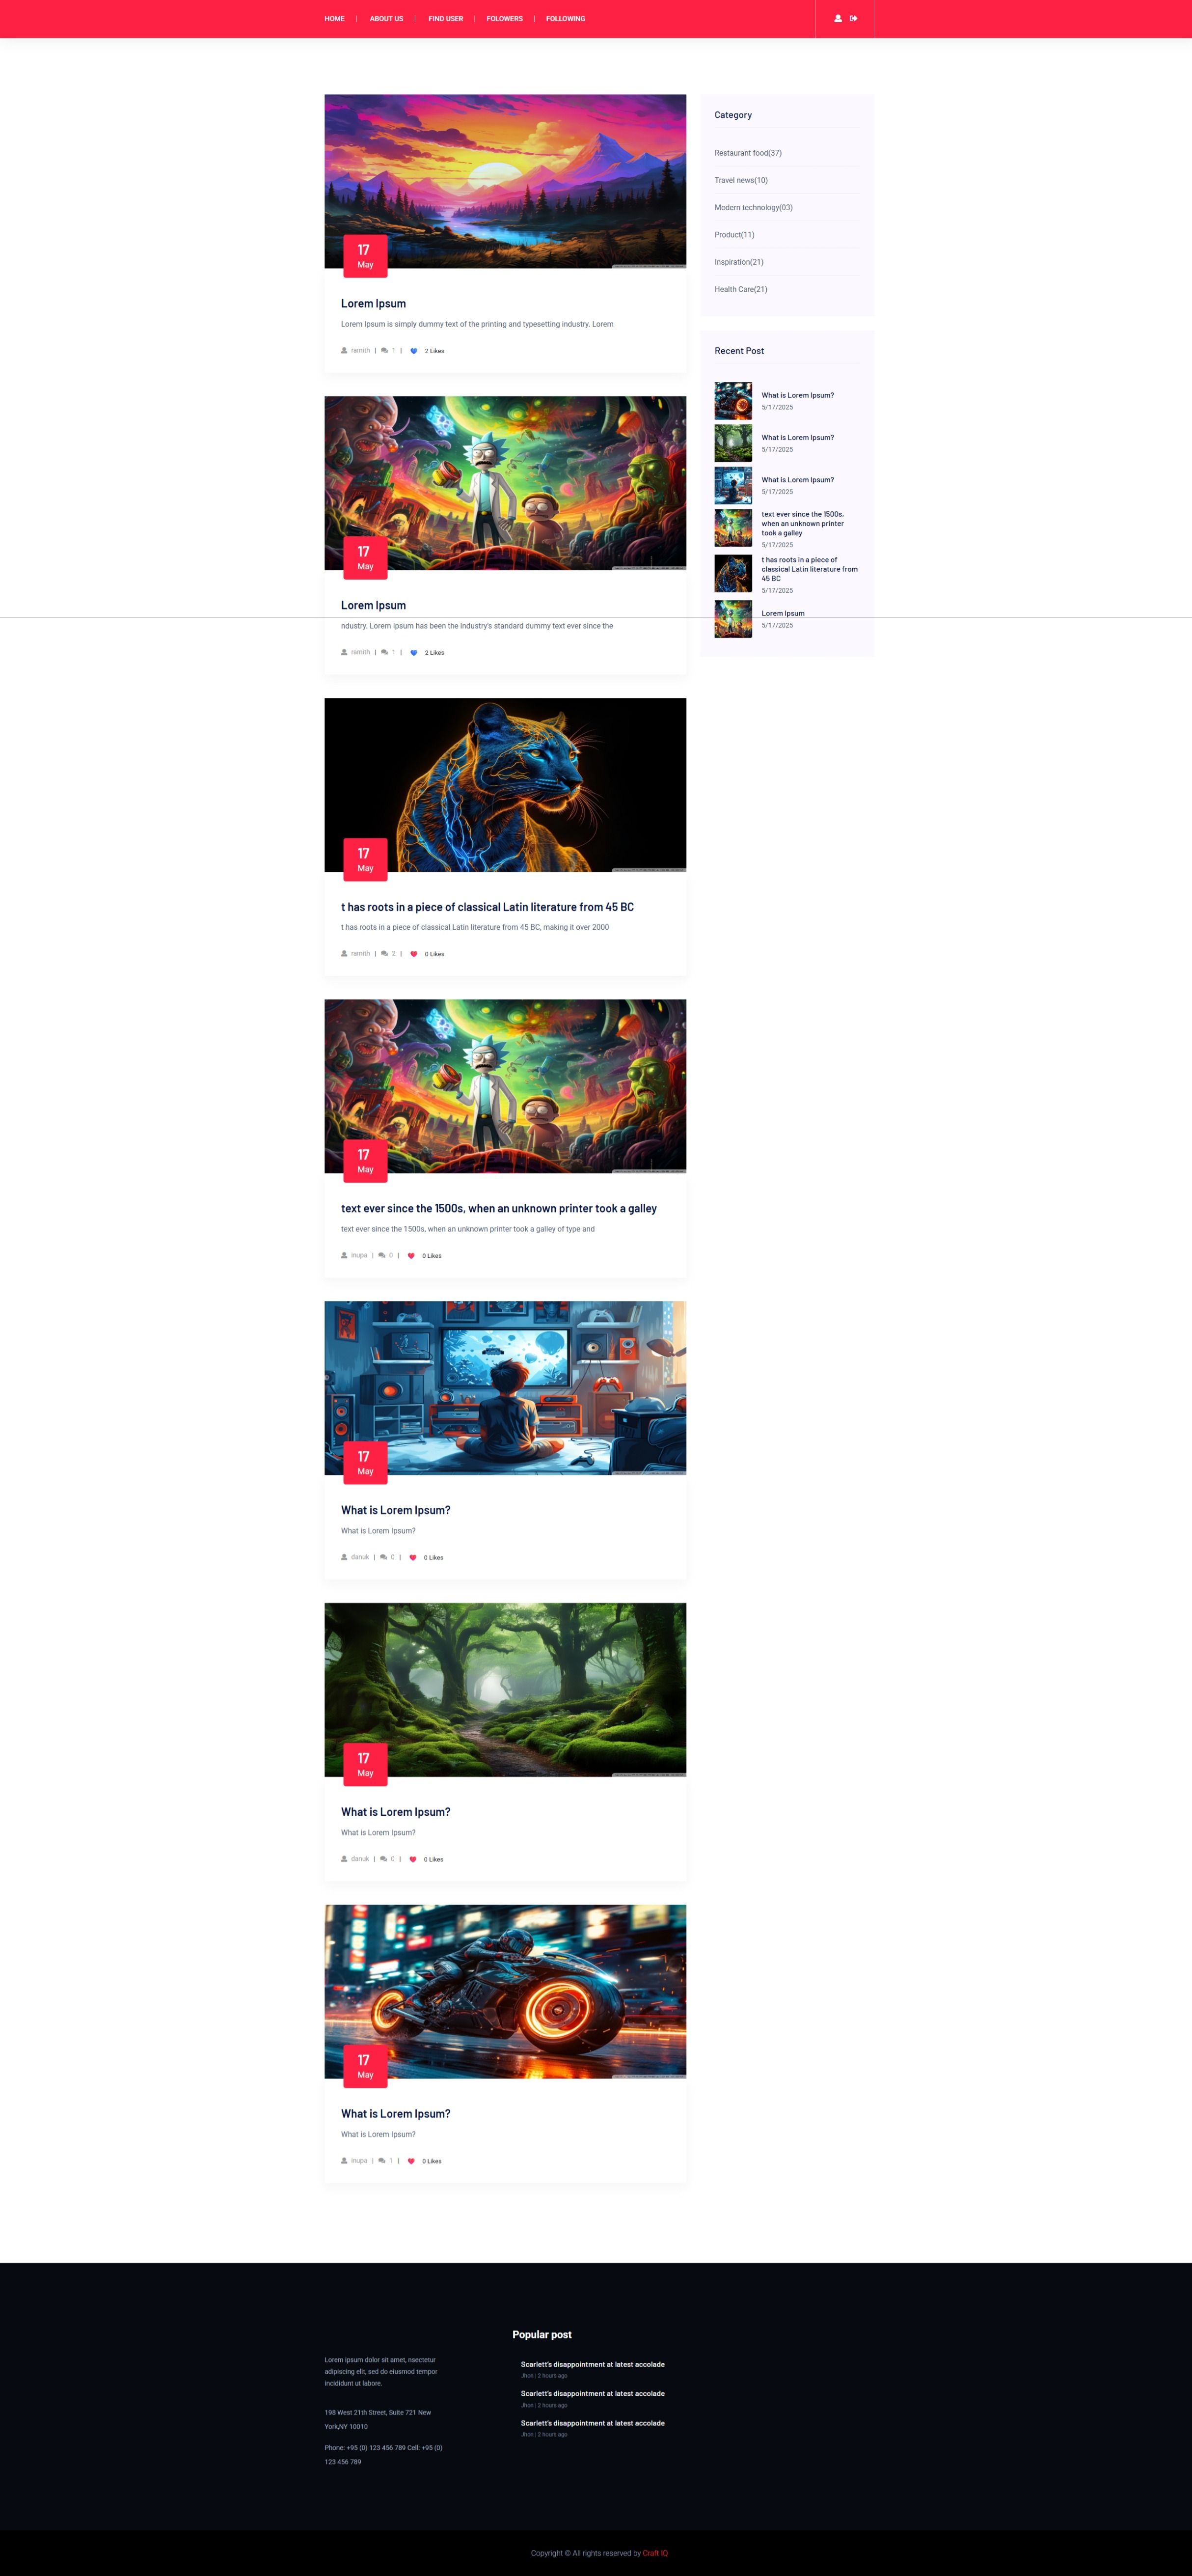 HOME | ABOUT US | FIND USER | FOLOWERS | FOLLOWING
17
May
Lorem Ipsum
Lorem Ipsum is simply dummy text of the printing and typesetting industry. Lorem
ramith | 1 | 2 Likes
17
May
Lorem Ipsum
ndustry. Lorem Ipsum has been the industry's standard dummy text ever since the
ramith | 1 | 2 Likes
17
May
t has roots in a piece of classical Latin literature from 45 BC
t has roots in a piece of classical Latin literature from 45 BC, making it over 2000
ramith | 2 | 0 Likes
17
May
text ever since the 1500s, when an unknown printer took a galley
text ever since the 1500s, when an unknown printer took a galley of type and
inupa | 0 | 0 Likes
17
May
What is Lorem Ipsum?
What is Lorem Ipsum?
danuk | 0 | 0 Likes
17
May
What is Lorem Ipsum?
What is Lorem Ipsum?
danuk | 0 | 0 Likes
17
May
What is Lorem Ipsum?
What is Lorem Ipsum?
inupa | 1 | 0 Likes
Category
Restaurant food(37)
Travel news(10)
Modern technology(03)
Product(11)
Inspiration(21)
Health Care(21)
Recent Post
What is Lorem Ipsum?
5/17/2025
What is Lorem Ipsum?
5/17/2025
What is Lorem Ipsum?
5/17/2025
text ever since the 1500s,
when an unknown printer
took a galley
5/17/2025
t has roots in a piece of
classical Latin literature from
45 BC
5/17/2025
Lorem Ipsum
5/17/2025
Lorem ipsum dolor sit amet, nsectetur
adipiscing elit, sed do eiusmod tempor
incididunt ut labore.
198 West 21th Street, Suite 721 New
York,NY 10010
Phone: +95 (0) 123 456 789 Cell: +95 (0)
123 456 789
Popular post
Scarlett's disappointment at latest accolade
Jhon | 2 hours ago
Scarlett's disappointment at latest accolade
Jhon | 2 hours ago
Scarlett's disappointment at latest accolade
Jhon | 2 hours ago
Copyright © All rights reserved by Craft IQ